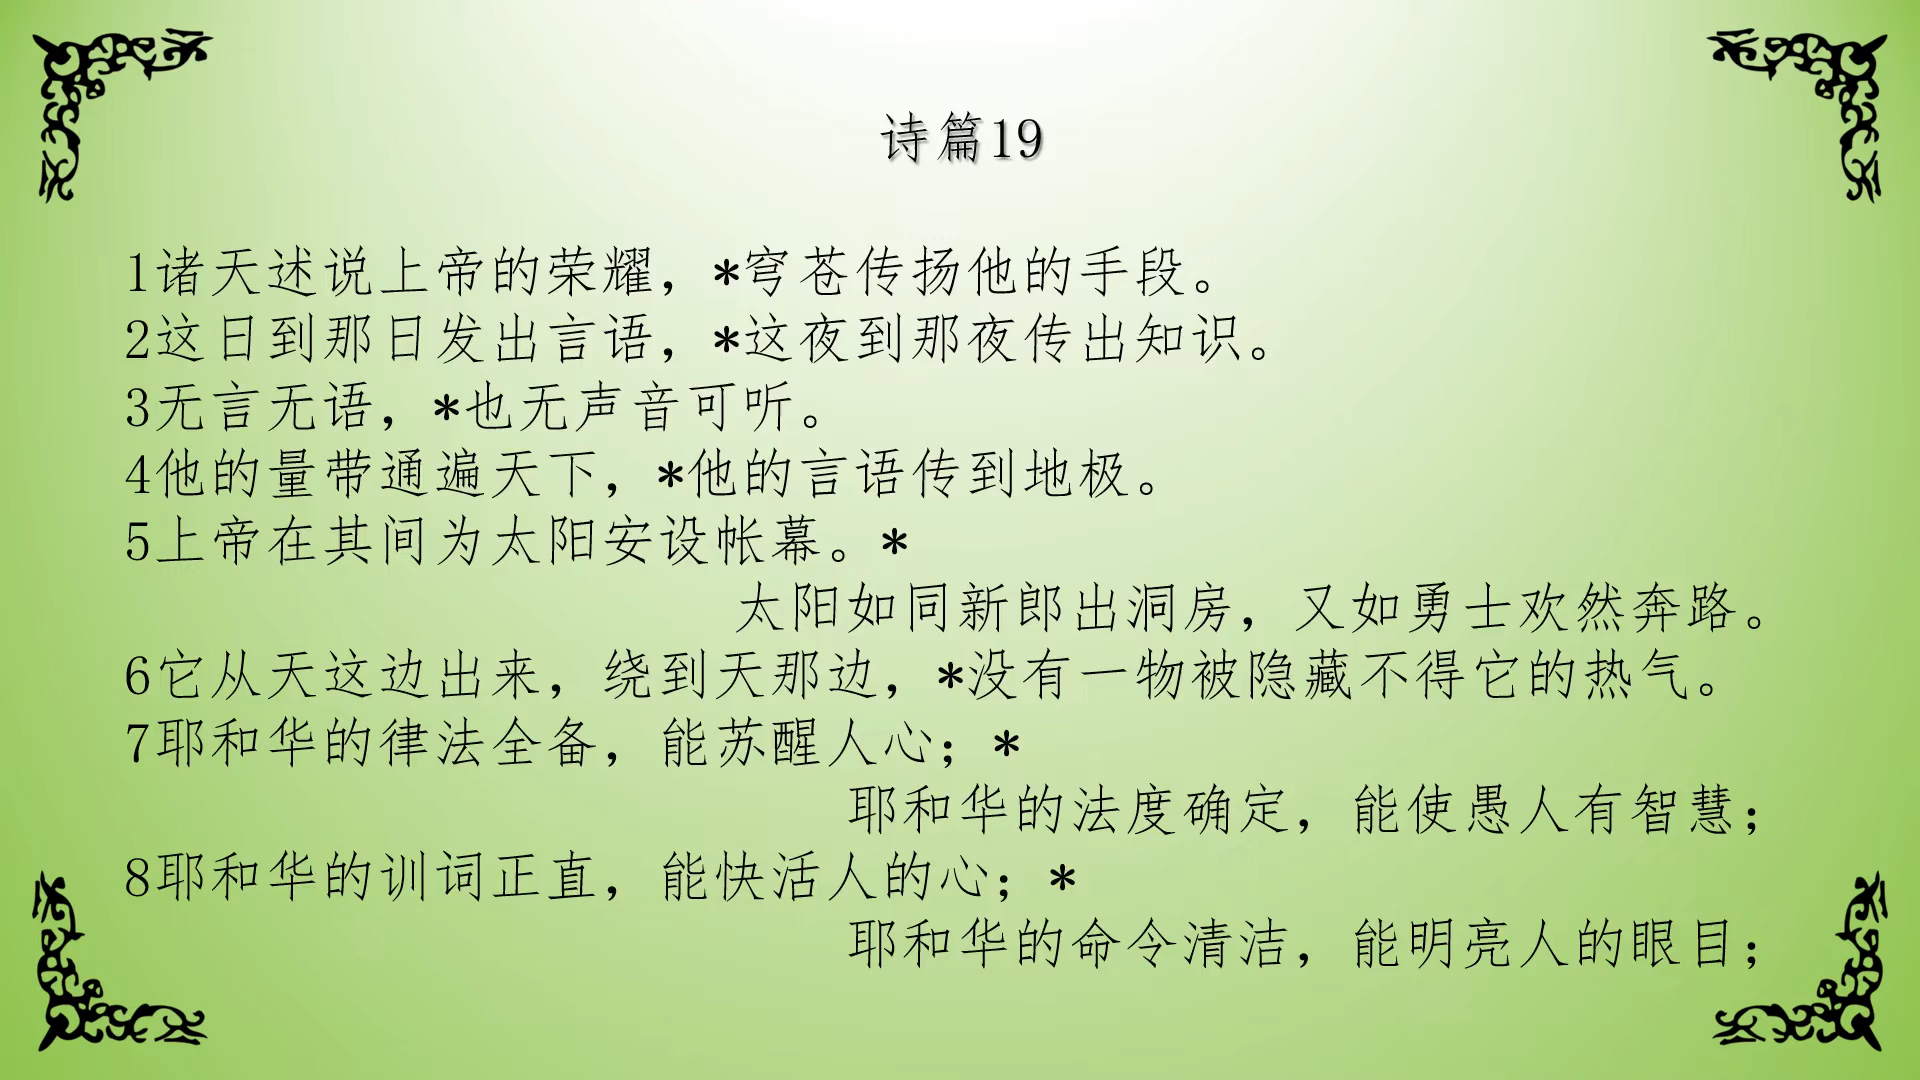 诗篇19
1诸天述说上帝的荣耀，*穹苍传扬他的手段。
2这日到那日发出言语，*这夜到那夜传出知识。
3无言无语，*也无声音可听。
4他的量带通遍天下，*他的言语传到地极。
5上帝在其间为太阳安设帐幕。*
太阳如同新郎出洞房，又如勇士欢然奔路。
6它从天这边出来，绕到天那边，*没有一物被隐藏不得它的热气。
7耶和华的律法全备，能苏醒人心；*
耶和华的法度确定，能使愚人有智慧；
8耶和华的训词正直，能快活人的心；*
耶和华的命令清洁，能明亮人的眼目；